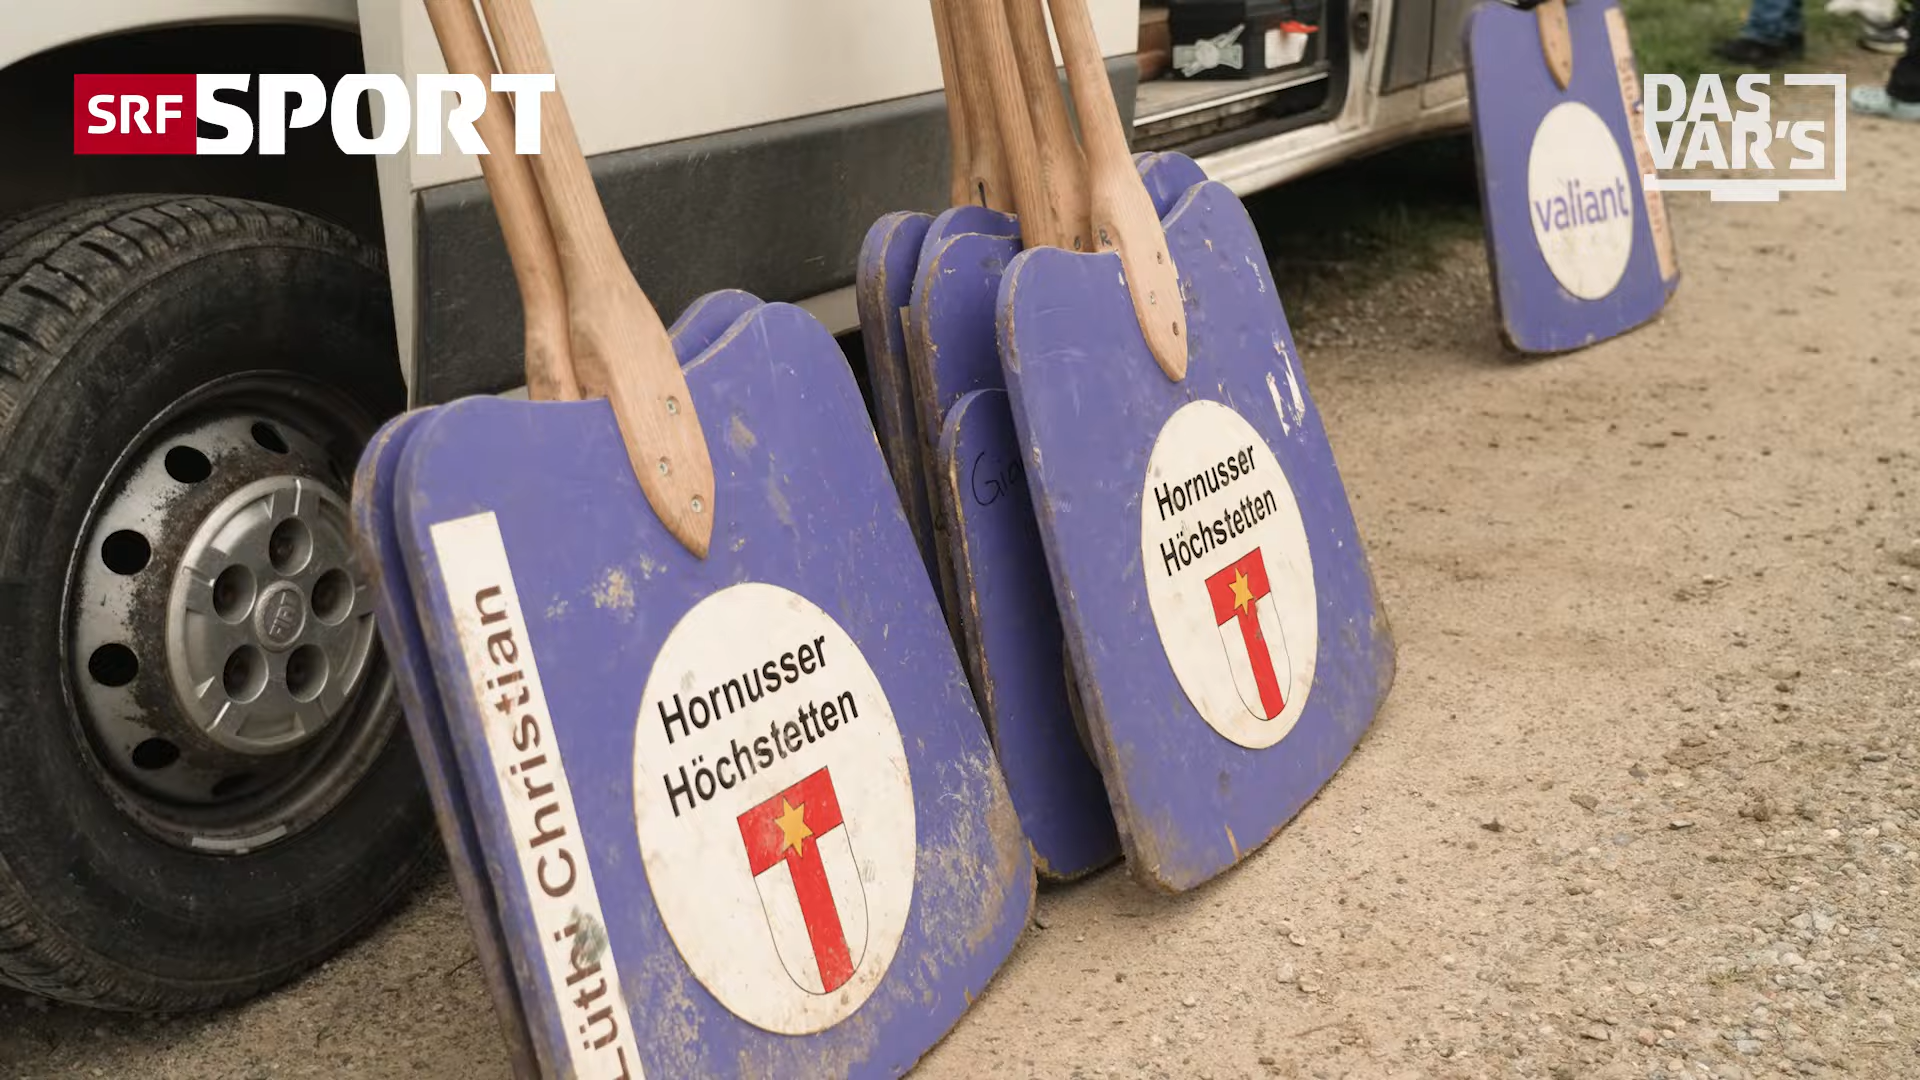 SRF SPORT
DAS
VAR'S
valiant
Hornusser
Höchstetten
Hornusser
Höchstetten
Lüthi Christian